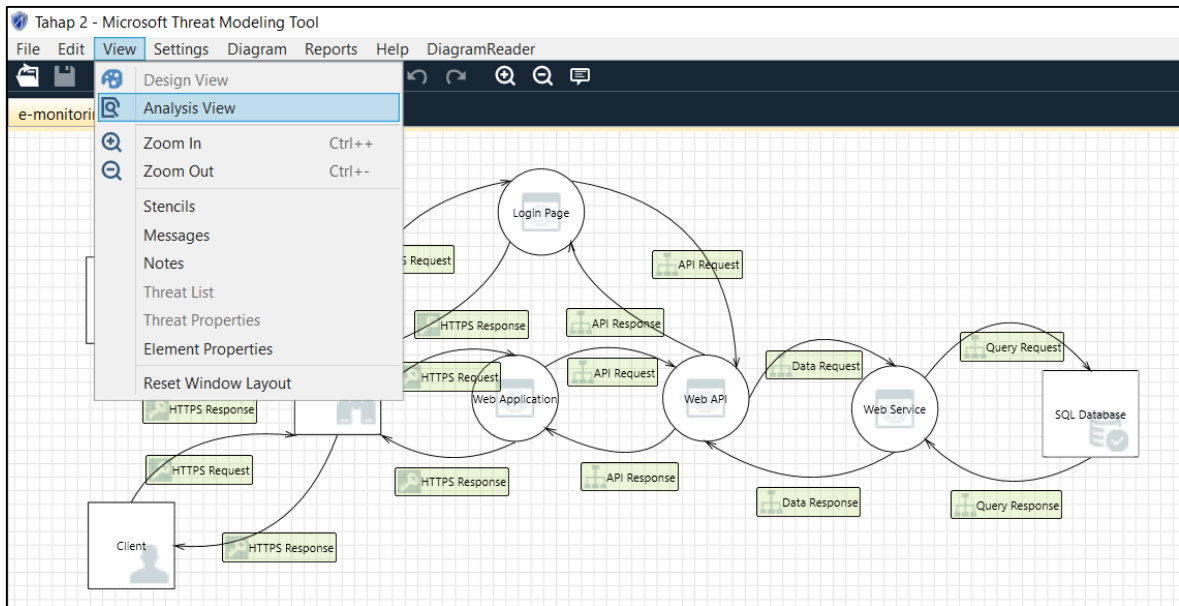 Tahap 2 - Microsoft Threat Modeling Tool
File Edit View Settings Diagram Reports Help DiagramReader
Design View
e-monitori
Analysis View
Zoom In Ctrl++
Zoom Out Ctrl+-
Stencils
Messages
Notes
Threat List
Threat Properties
Element Properties
Reset Window Layout
Login Page
S Request
API Request
HTTPS Response
API Response
HTTPS Request
API Request
Data Request
Query Request
Web Application
Web API
Web Service
SQL Database
HTTPS Response
HTTPS Request
HTTPS Response
API Response
Data Response
Query Response
Client
HTTPS Response